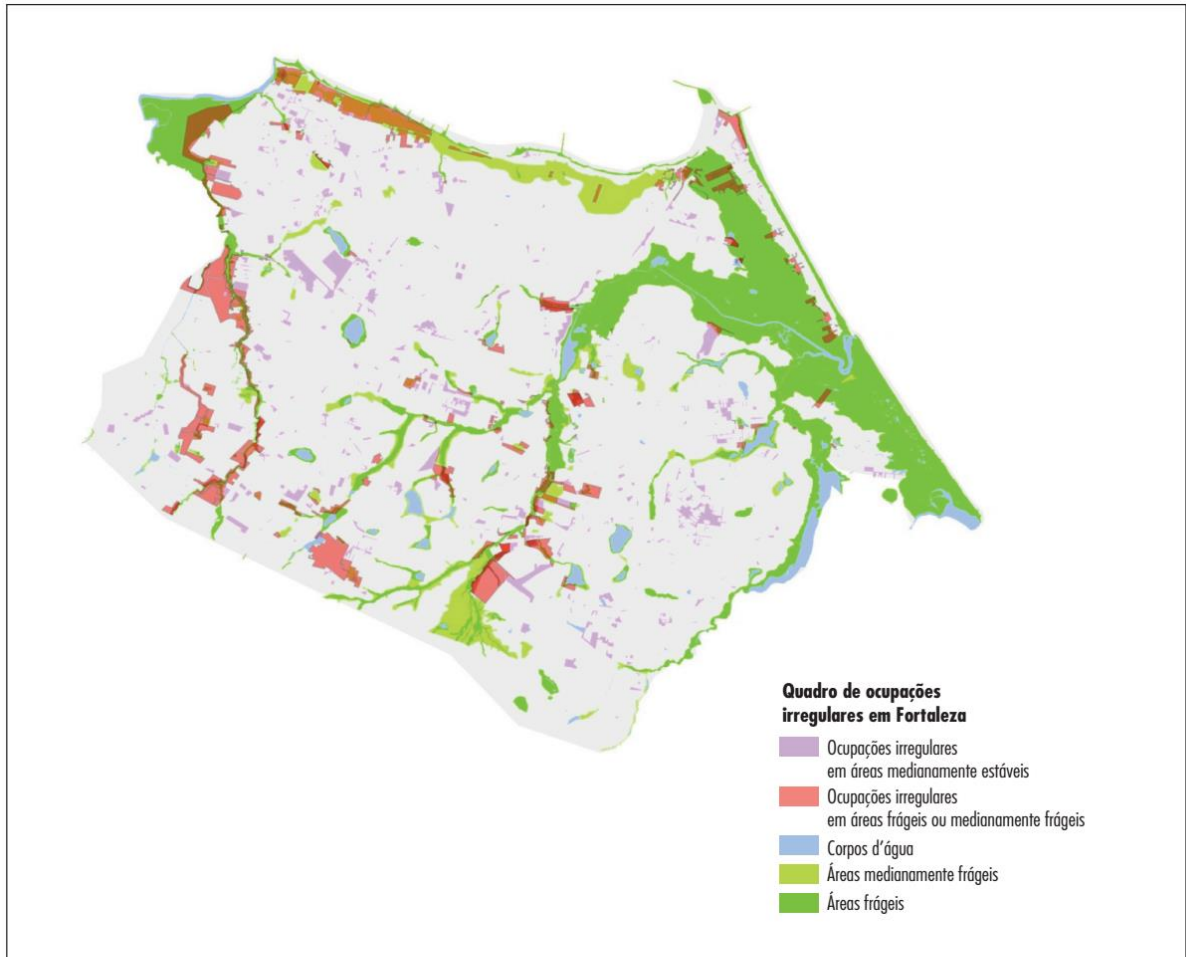 Quadro de ocupações
irregulares em Fortaleza
Ocupações irregulares
em áreas medianamente estáveis
Ocupações irregulares
em áreas frágeis ou medianamente frágeis
Corpos d'água
Áreas medianamente frágeis
Áreas frágeis